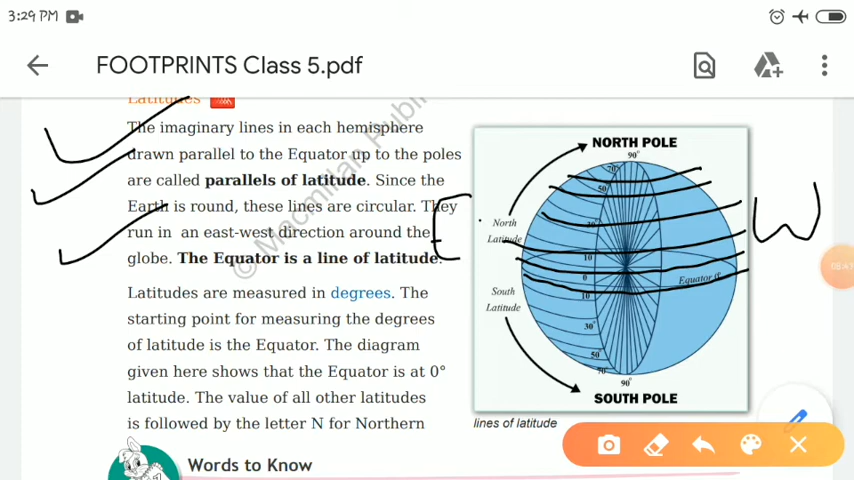 3:29 PM
FOOTPRINTS Class 5.pdf
Latitudes
The imaginary lines in each hemisphere
drawn parallel to the Equator up to the poles
are called parallels of latitude. Since the
Earth is round, these lines are circular. They
run in an east-west direction around the
globe. The Equator is a line of latitude.
Latitudes are measured in degrees. The
starting point for measuring the degrees
of latitude is the Equator. The diagram
given here shows that the Equator is at 0°
latitude. The value of all other latitudes
is followed by the letter N for Northern
© Macmillan Publi
NORTH POLE
90°
70°
50°
30°
North
Latitude
10
0
Equator 0°
10
South
Latitude
30°
50°
70°
90°
SOUTH POLE
lines of latitude
W
Words to Know